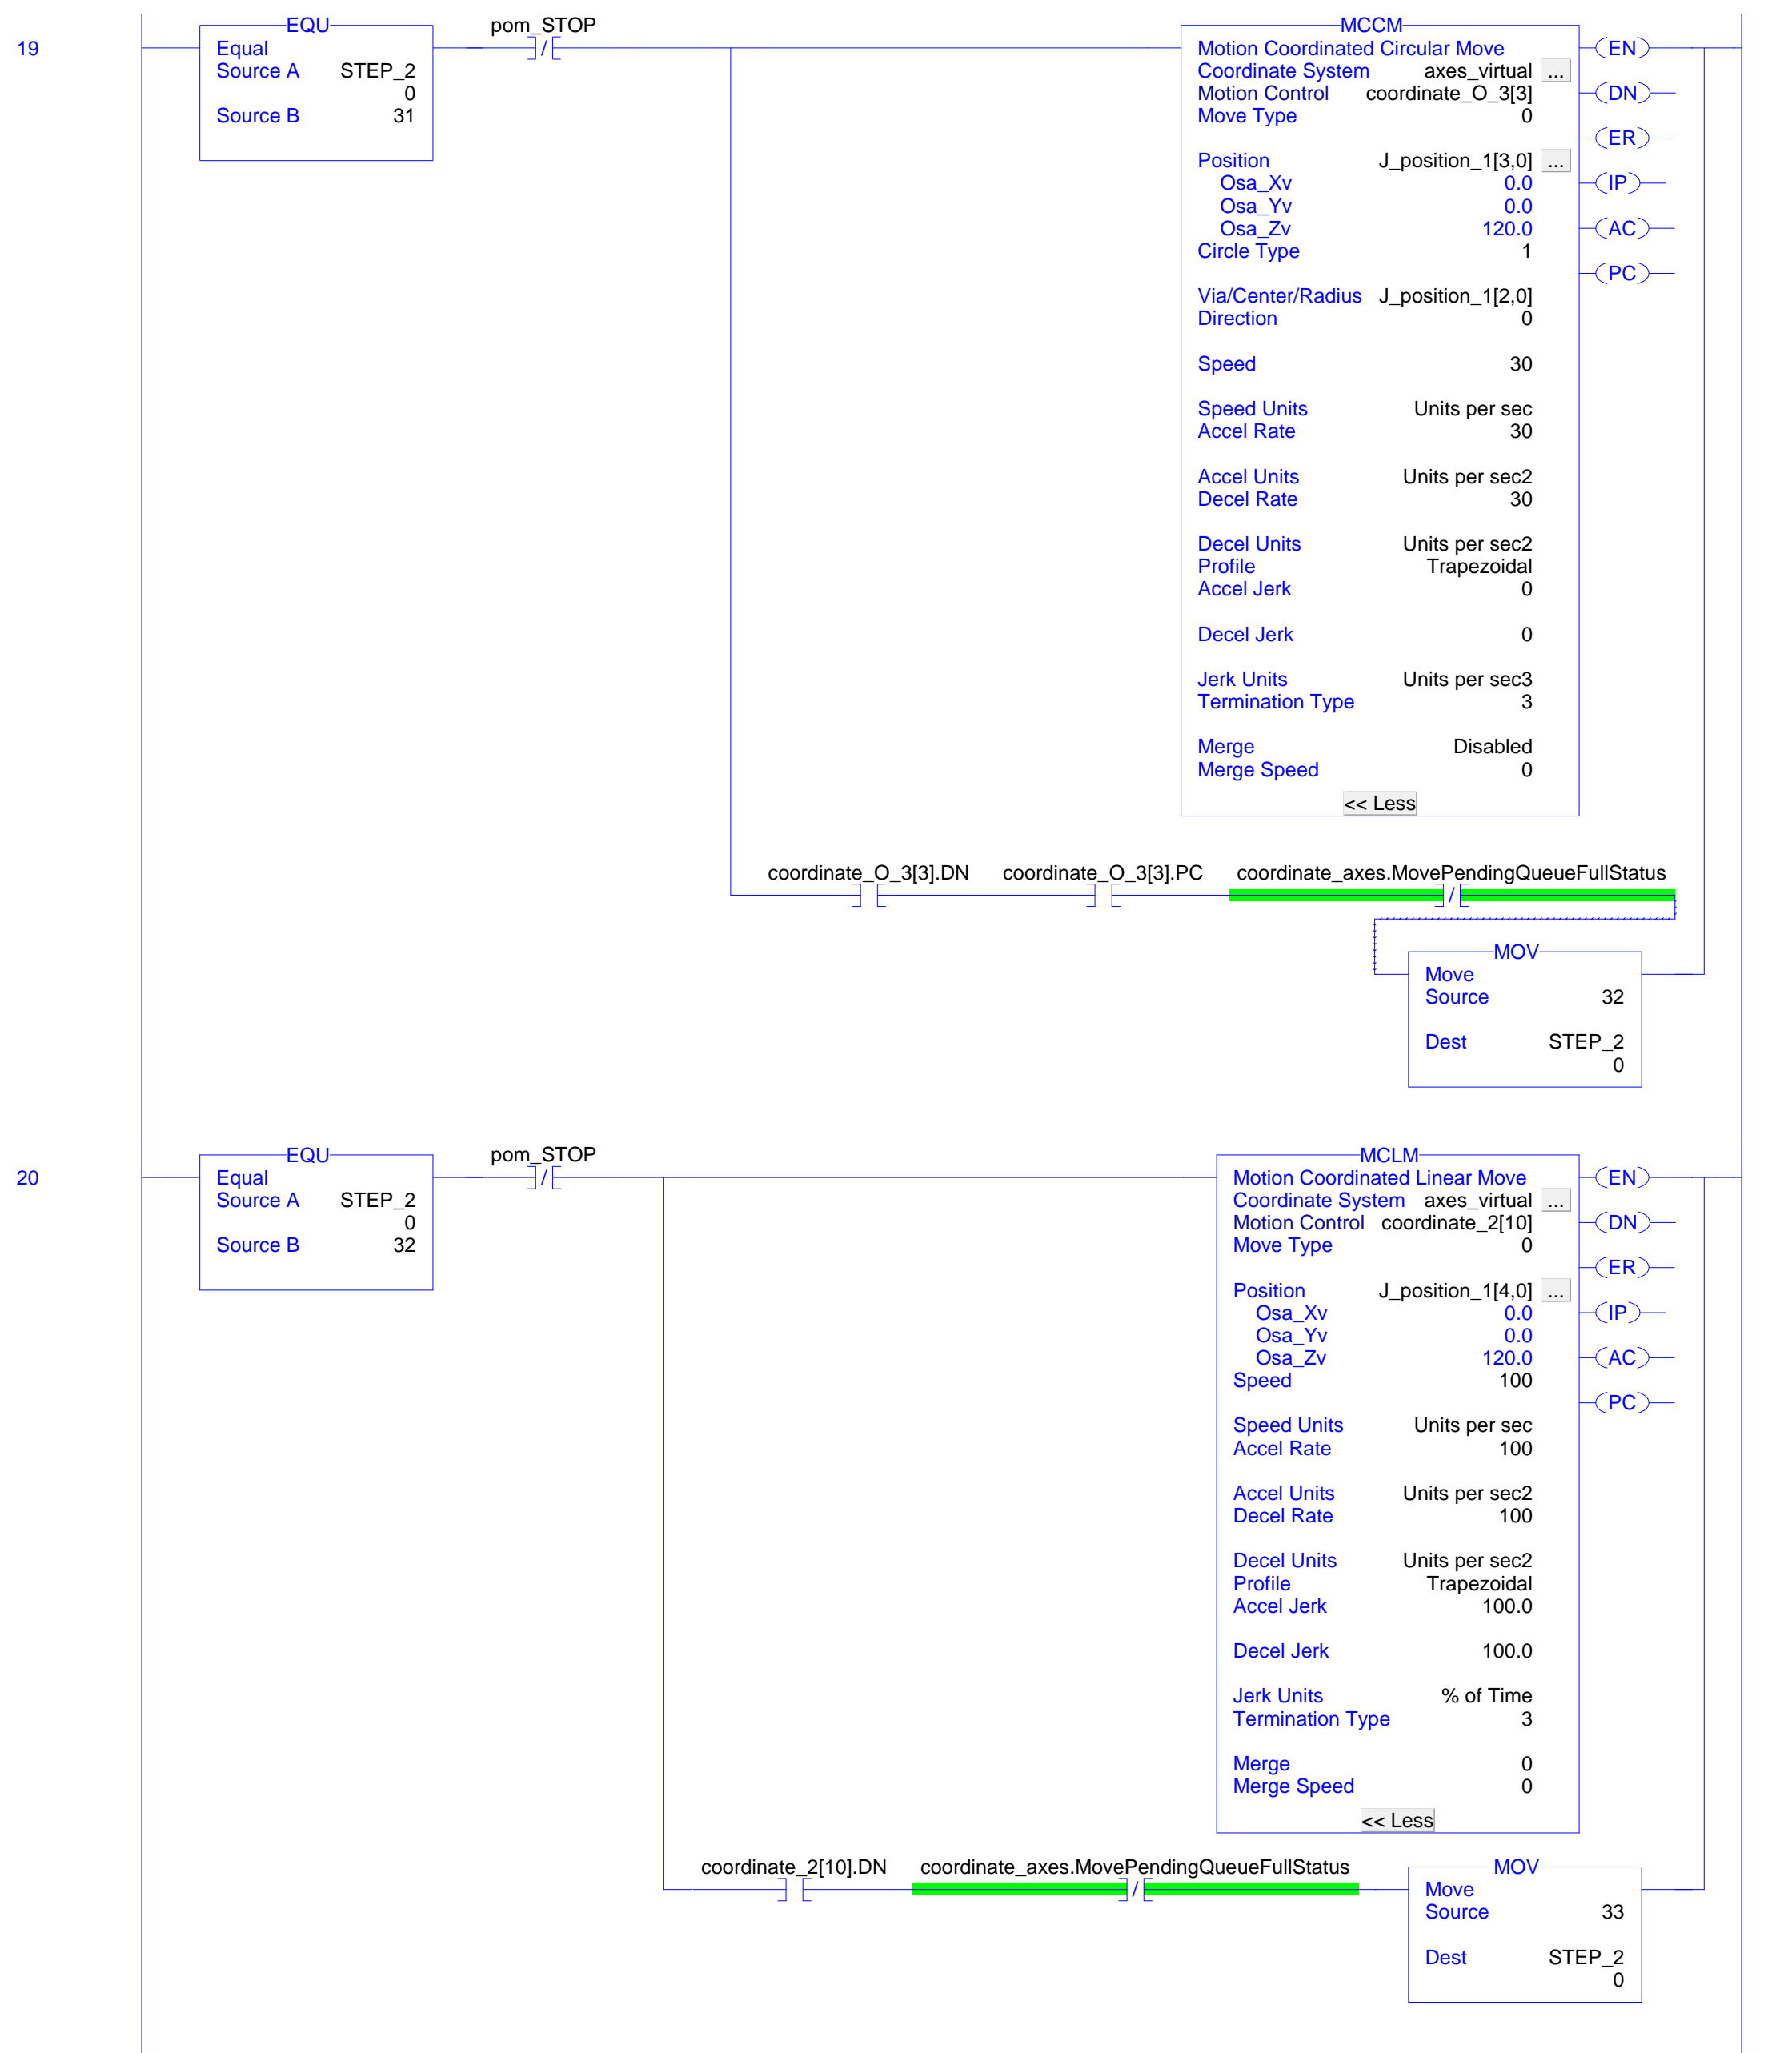 19
EQU
Equal
Source A STEP_2
0
Source B 31
pom_STOP
/
MCCM
Motion Coordinated Circular Move
Coordinate System axes_virtual ...
Motion Control coordinate_O_3[3]
Move Type 0
Position J_position_1[3,0] ...
Osa_Xv 0.0
Osa_Yv 0.0
Osa_Zv 120.0
Circle Type 1
Via/Center/Radius J_position_1[2,0]
Direction 0
Speed 30
Speed Units Units per sec
Accel Rate 30
Accel Units Units per sec2
Decel Rate 30
Decel Units Units per sec2
Profile Trapezoidal
Accel Jerk 0
Decel Jerk 0
Jerk Units Units per sec3
Termination Type 3
Merge Disabled
Merge Speed 0
<< Less
EN
DN
ER
IP
AC
PC
coordinate_O_3[3].DN coordinate_O_3[3].PC coordinate_axes.MovePendingQueueFullStatus
/
MOV
Move
Source 32
Dest STEP_2
0
20
EQU
Equal
Source A STEP_2
0
Source B 32
pom_STOP
/
MCLM
Motion Coordinated Linear Move
Coordinate System axes_virtual ...
Motion Control coordinate_2[10]
Move Type 0
Position J_position_1[4,0] ...
Osa_Xv 0.0
Osa_Yv 0.0
Osa_Zv 120.0
Speed 100
Speed Units Units per sec
Accel Rate 100
Accel Units Units per sec2
Decel Rate 100
Decel Units Units per sec2
Profile Trapezoidal
Accel Jerk 100.0
Decel Jerk 100.0
Jerk Units % of Time
Termination Type 3
Merge 0
Merge Speed 0
<< Less
EN
DN
ER
IP
AC
PC
coordinate_2[10].DN coordinate_axes.MovePendingQueueFullStatus
/
MOV
Move
Source 33
Dest STEP_2
0